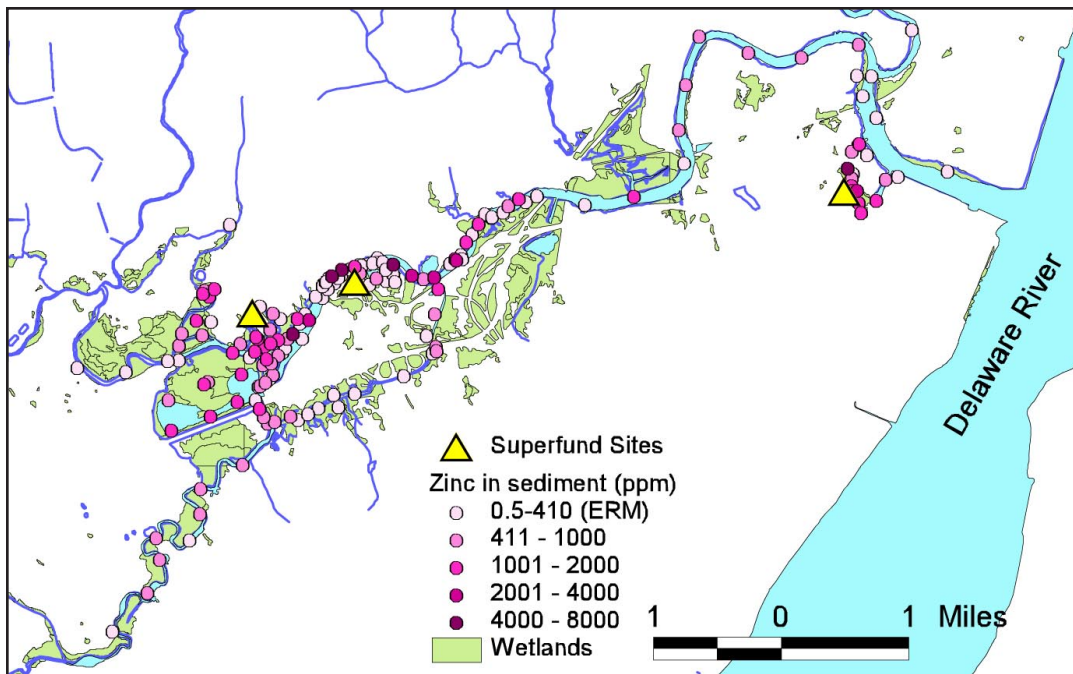 Delaware River
Superfund Sites
Zinc in sediment (ppm)
0.5-410 (ERM)
411 - 1000
1001 - 2000
2001 - 4000
4000 - 8000
Wetlands
1 0 1 Miles